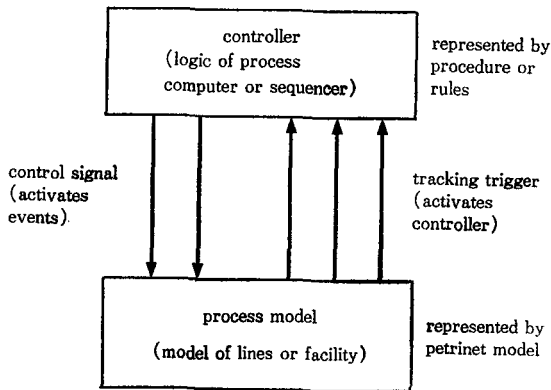 controller
(logic of process
computer or sequencer)
represented by
procedure or
rules
control signal
(activates
events)
tracking trigger
(activates
controller)
process model
(model of lines or facility)
represented by
petrinet model